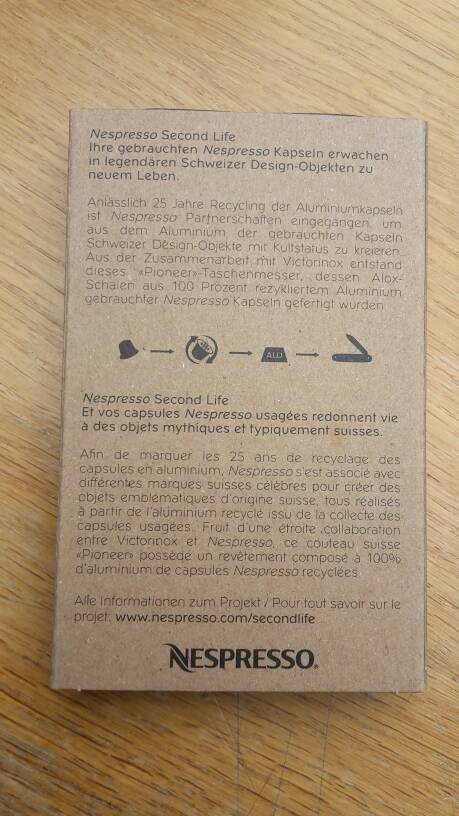 Nespresso Second Life
Ihre gebrauchten Nespresso Kapseln erwachen
in legendären Schweizer Design-Objekten zu
neuem Leben.
Anlässlich 25 Jahre Recycling der Aluminiumkapseln
ist Nespresso Partnerschaften eingegangen, um
aus dem Aluminium der gebrauchten Kapseln
Schweizer Design-Objekte mit Kultstatus zu kreieren.
Aus der Zusammenarbeit mit Victorinox entstand
dieses «Pioneer»-Taschenmesser, dessen Alox-
Schalen aus 100 Prozent rezykliertem Aluminium
gebrauchter Nespresso Kapseln gefertigt wurden.
ALU
Nespresso Second Life
Et vos capsules Nespresso usagées redonnent vie
à des objets mythiques et typiquement suisses.
Afin de marquer les 25 ans de recyclage des
capsules en aluminium, Nespresso s'est associé avec
différentes marques suisses célèbres pour créer des
objets emblématiques d'origine suisse, tous réalisés
à partir de l'aluminium recyclé issu de la collecte des
capsules usagées. Fruit d'une étroite collaboration
entre Victorinox et Nespresso, ce couteau suisse
«Pioneer» possède un revêtement composé à 100%
d'aluminium de capsules Nespresso recyclées.
Alle Informationen zum Projekt / Pour tout savoir sur le
projet: www.nespresso.com/secondlife
NESPRESSO®